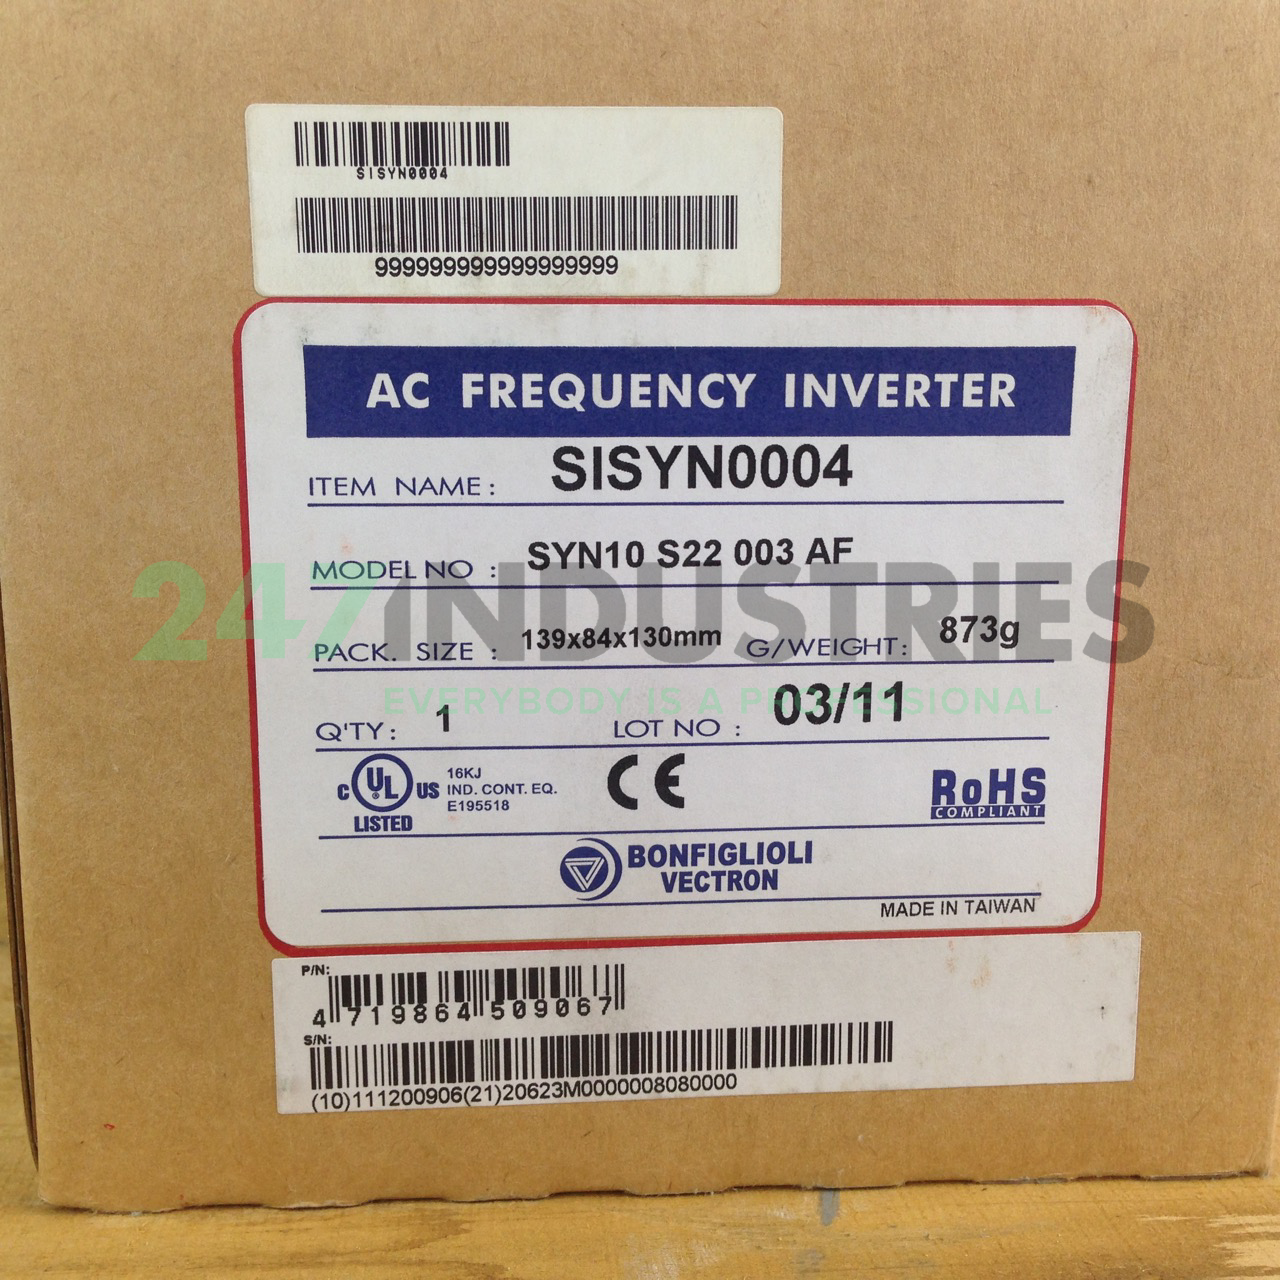 SISYN0004
9999999999999999999
AC FREQUENCY INVERTER
ITEM NAME: SISYN0004
MODEL NO : SYN10 S22 003 AF
247/INDUSTRIES
PACK. SIZE : 139x84x130mm G/WEIGHT: 873g
EVERYBODY IS A PROFESSIONAL
Q'TY: 1 LOT NO : 03/11
C UL US LISTED
16KJ
IND. CONT. EQ.
E195518
CE
RoHS
COMPLIANT
BONFIGLIOLI
VECTRON
MADE IN TAIWAN
P/N:
4 719864 509067
S/N:
(10)111200906(21)20623M0000008080000